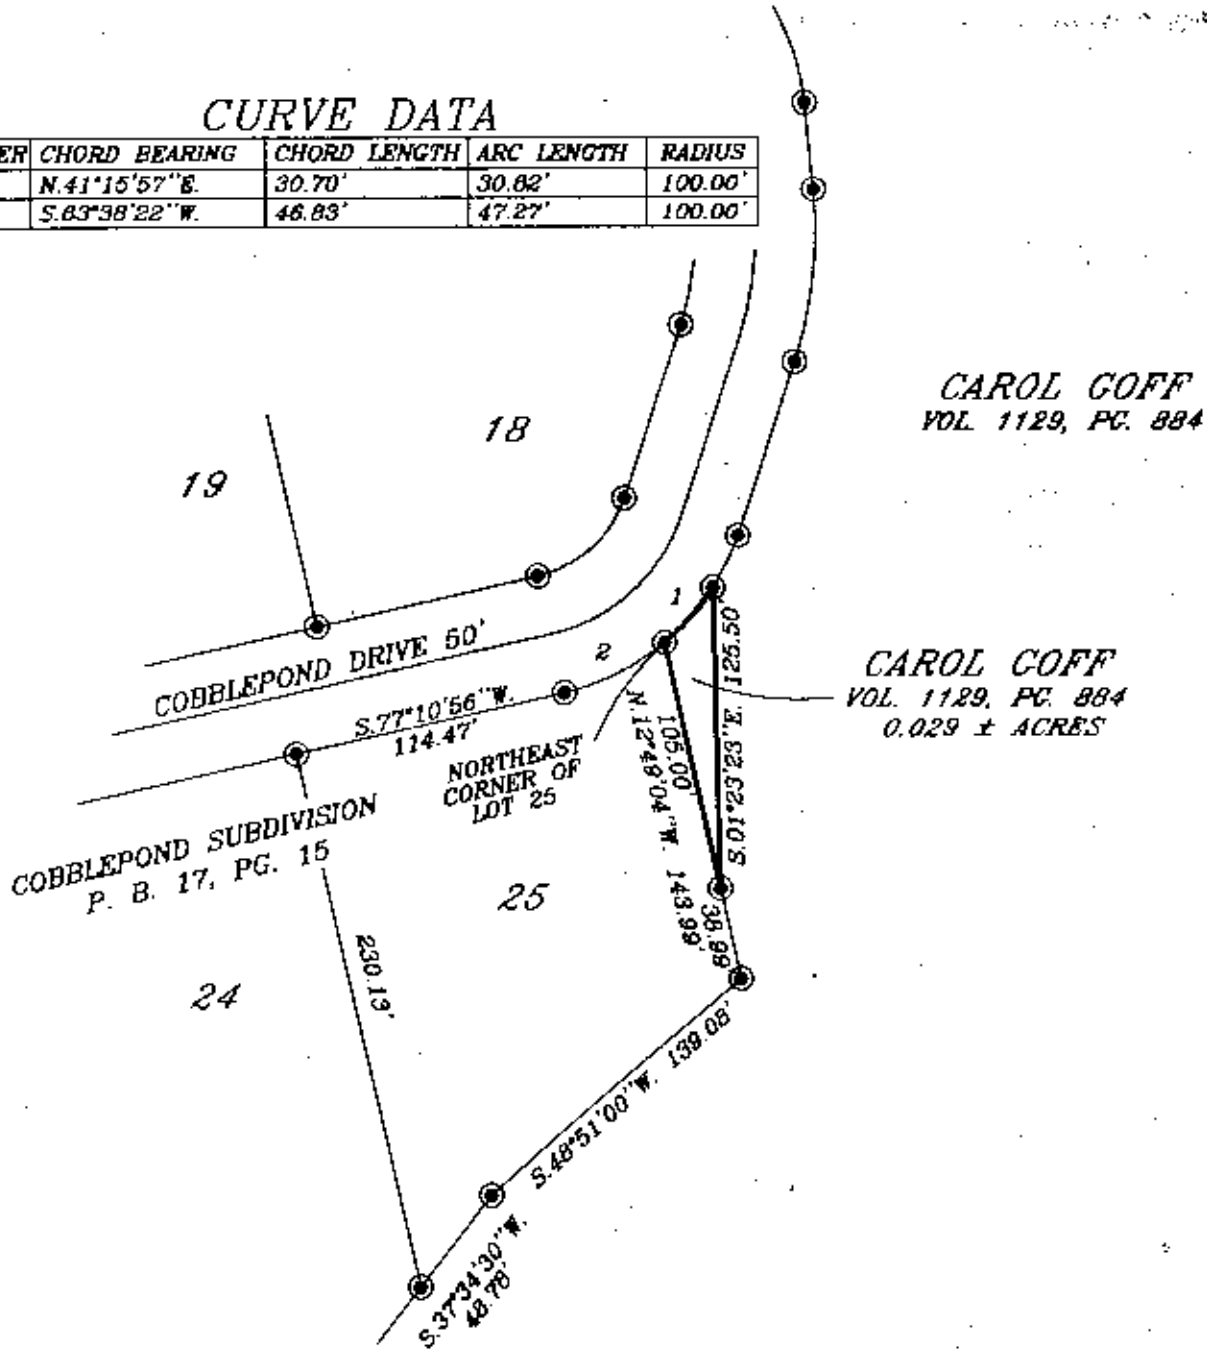 CURVE DATA
ER CHORD BEARING CHORD LENGTH ARC LENGTH RADIUS
N.41°15'57"E. 30.70' 30.82' 100.00'
S.63°38'22"W. 46.83' 47.27' 100.00'
CAROL GOFF
VOL. 1129, PG. 884
18
19
1
2
COBBLEPOND DRIVE 50'
S.77°10'56"W.
114.47'
NORTHEAST
CORNER OF
LOT 25
S.01°23'23"E. 125.50
105.00'
N.12°49'04"W. 143.99'
38.99'
CAROL GOFF
VOL. 1129, PG. 884
0.029 ± ACRES
COBBLEPOND SUBDIVISION
P. B. 17, PG. 15
25
24
230.13'
S.48°51'00"W. 139.08'
S.37°34'30"W.
48.78'